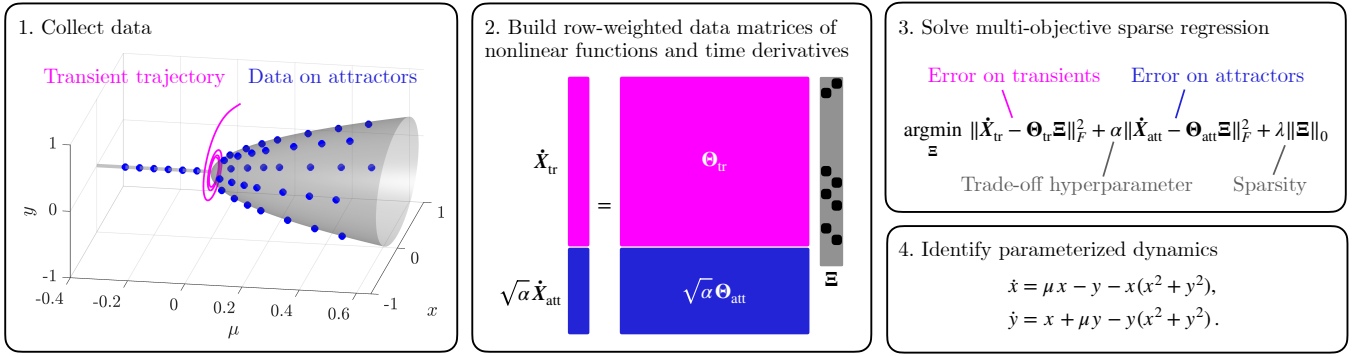 1. Collect data
Transient trajectory
Data on attractors
1
0
-1
y
-0.4
-0.2
0
0.2
0.4
0.6
μ
-1
0
1
x
2. Build row-weighted data matrices of
nonlinear functions and time derivatives
Ẋ_tr
=
Θ_tr
√α Ẋ_att
√α Θ_att
Ξ
3. Solve multi-objective sparse regression
Error on transients
Error on attractors
argmin ‖Ẋ_tr − Θ_tr Ξ‖²_F + α‖Ẋ_att − Θ_att Ξ‖²_F + λ‖Ξ‖₀
Ξ
Trade-off hyperparameter
Sparsity
4. Identify parameterized dynamics
ẋ = μx − y − x(x² + y²),
ẏ = x + μy − y(x² + y²).